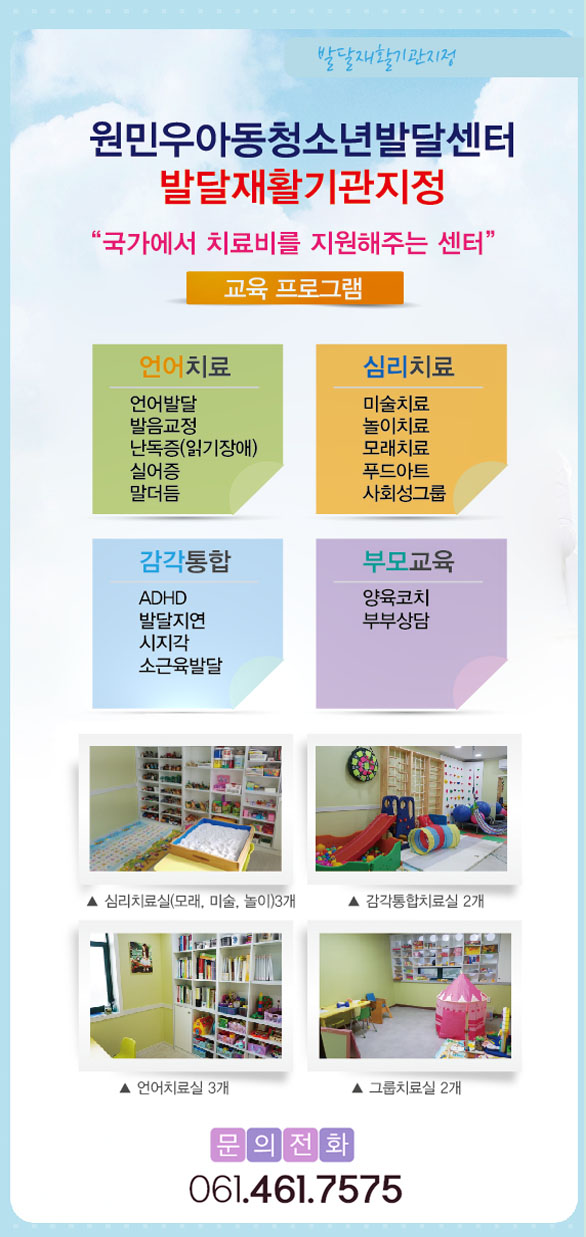 발달재활기관지정
원민우아동청소년발달센터
발달재활기관지정
“국가에서 치료비를 지원해주는 센터”
교육 프로그램
언어치료
언어발달
발음교정
난독증(읽기장애)
실어증
말더듬
심리치료
미술치료
놀이치료
모래치료
푸드아트
사회성그룹
감각통합
ADHD
발달지연
시지각
소근육발달
부모교육
양육코치
부부상담
▲ 심리치료실(모래, 미술, 놀이)3개
▲ 감각통합치료실 2개
▲ 언어치료실 3개
▲ 그룹치료실 2개
문의전화
061.461.7575